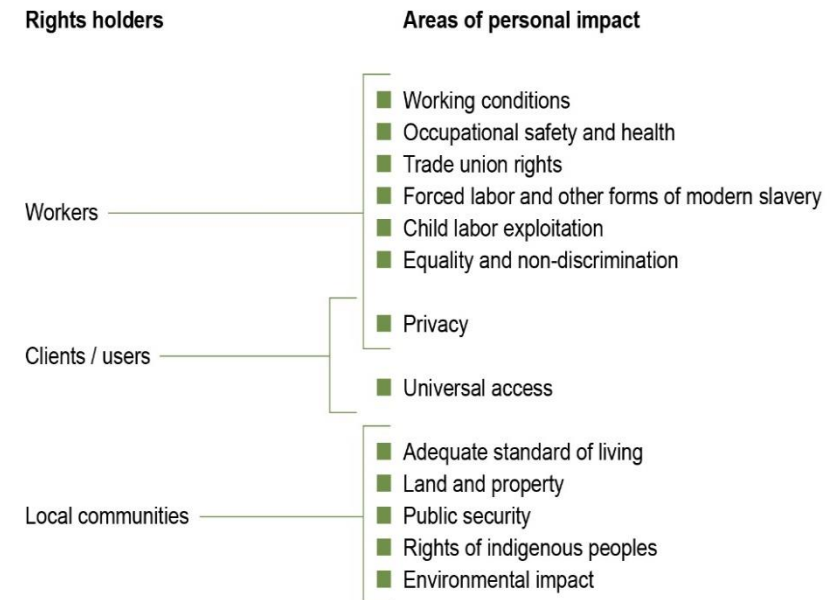 Rights holders
Areas of personal impact
Workers
Working conditions
Occupational safety and health
Trade union rights
Forced labor and other forms of modern slavery
Child labor exploitation
Equality and non-discrimination
Privacy
Clients / users
Universal access
Local communities
Adequate standard of living
Land and property
Public security
Rights of indigenous peoples
Environmental impact